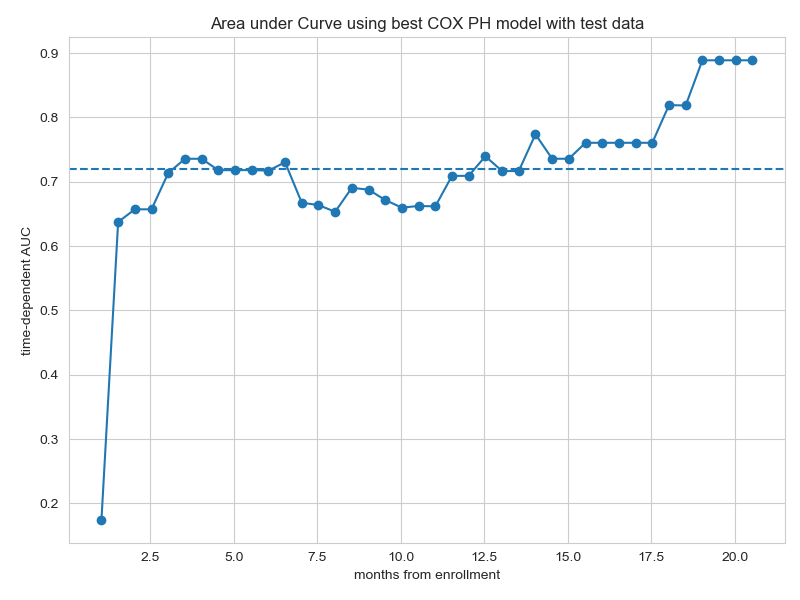 Area under Curve using best COX PH model with test data
time-dependent AUC
0.9
0.8
0.7
0.6
0.5
0.4
0.3
0.2
2.5 5.0 7.5 10.0 12.5 15.0 17.5 20.0
months from enrollment